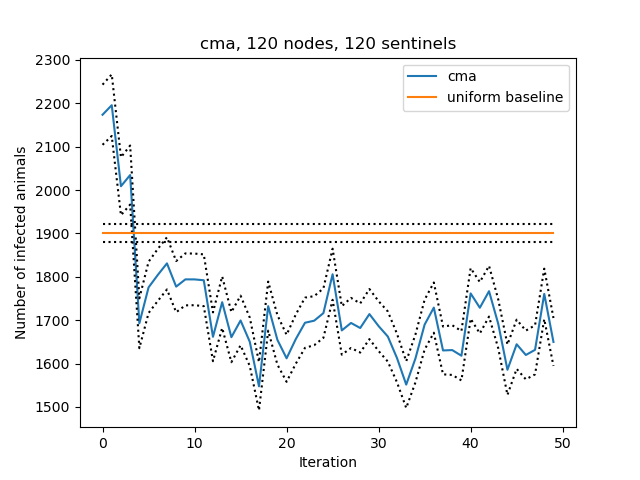 cma, 120 nodes, 120 sentinels
cma
uniform baseline
Number of infected animals
2300
2200
2100
2000
1900
1800
1700
1600
1500
0 10 20 30 40 50
Iteration